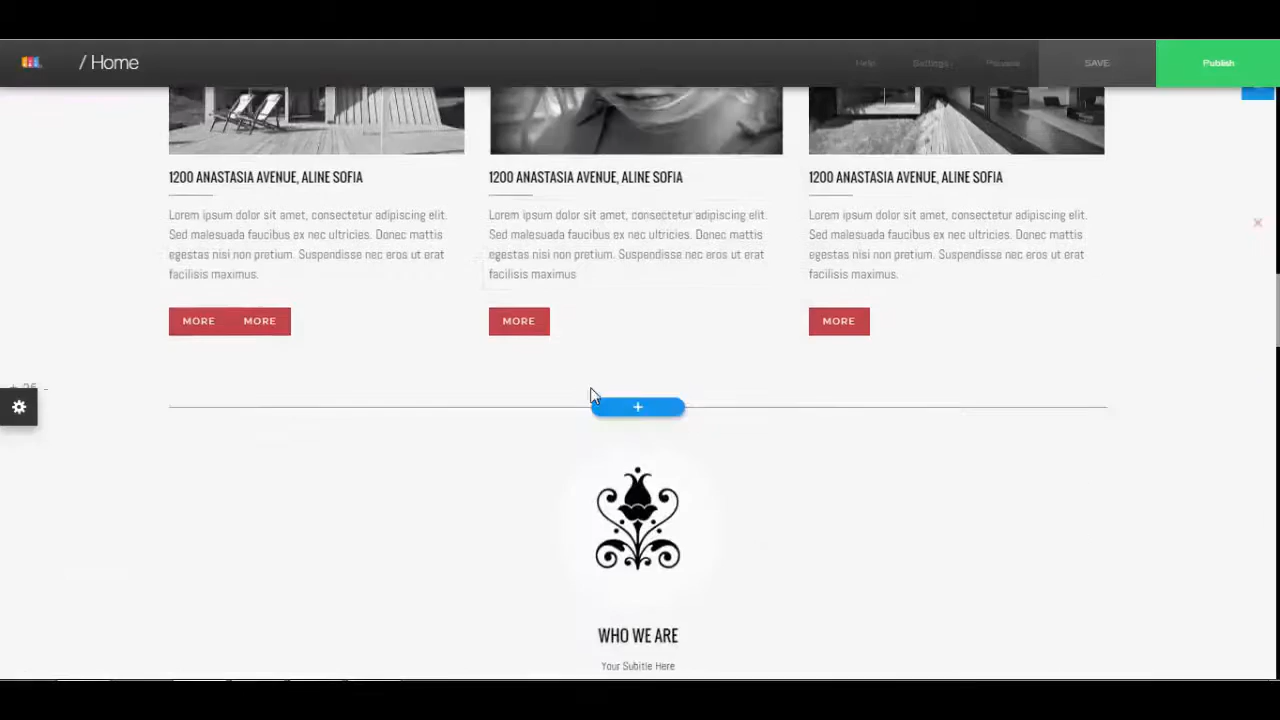 / Home
Help Settings Preview SAVE Publish
1200 ANASTASIA AVENUE, ALINE SOFIA
Lorem ipsum dolor sit amet, consectetur adipiscing elit.
Sed malesuada faucibus ex nec ultricies. Donec mattis
egestas nisi non pretium. Suspendisse nec eros ut erat
facilisis maximus.
MORE MORE
1200 ANASTASIA AVENUE, ALINE SOFIA
Lorem ipsum dolor sit amet, consectetur adipiscing elit.
Sed malesuada faucibus ex nec ultricies. Donec mattis
egestas nisi non pretium. Suspendisse nec eros ut erat
facilisis maximus
MORE
1200 ANASTASIA AVENUE, ALINE SOFIA
Lorem ipsum dolor sit amet, consectetur adipiscing elit.
Sed malesuada faucibus ex nec ultricies. Donec mattis
egestas nisi non pretium. Suspendisse nec eros ut erat
facilisis maximus.
MORE
+
WHO WE ARE
Your Subitle Here